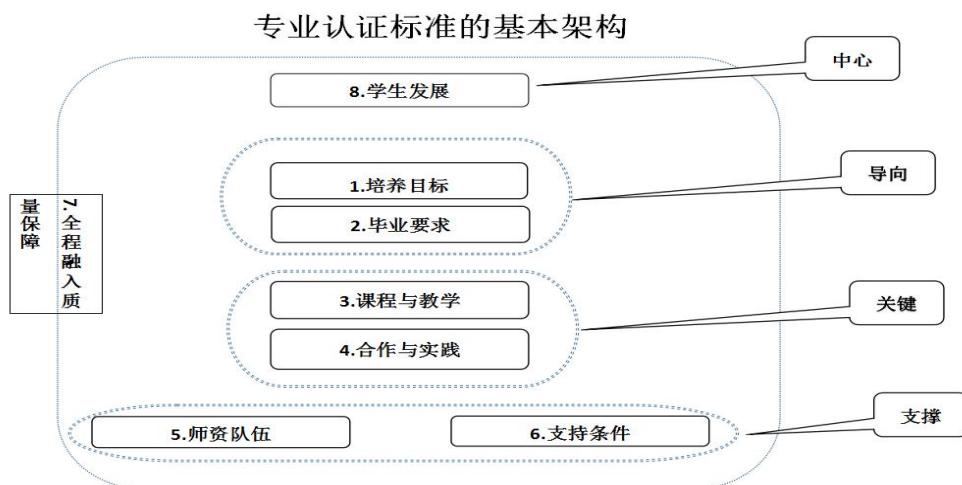 专业认证标准的基本架构
中心
8.学生发展
导向
1.培养目标
2.毕业要求
7.全程融入质
量保障
关键
3.课程与教学
4.合作与实践
支撑
5.师资队伍
6.支持条件